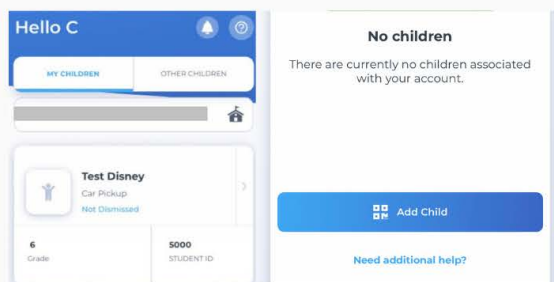 Hello C
MY CHILDREN
OTHER CHILDREN
Test Disney
Car Pickup
Not Dismissed
6
Grade
5000
STUDENT ID
No children
There are currently no children associated
with your account.
Add Child
Need additional help?